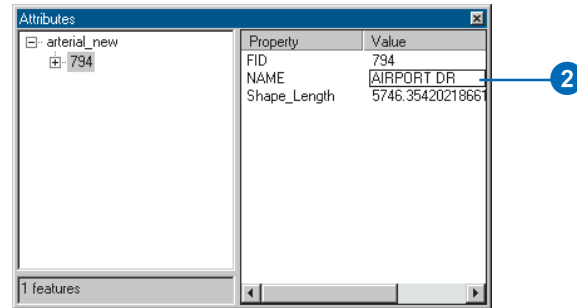 Attributes
arterial_new
794
Property Value
FID 794
NAME AIRPORT DR
Shape_Length 5746.35420218661
1 features
2